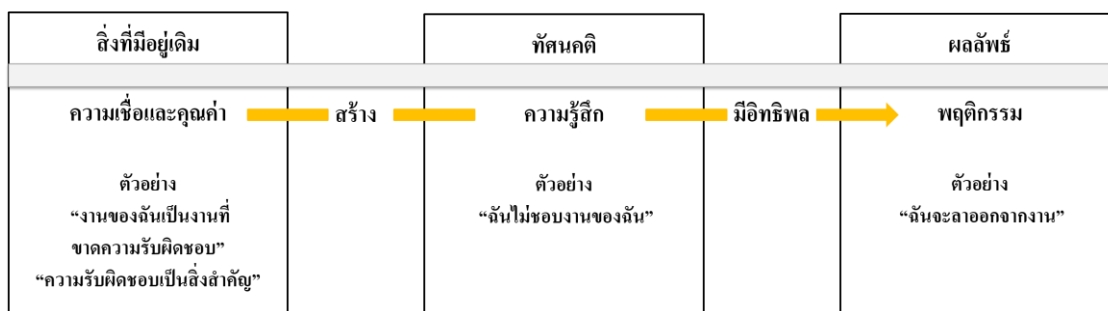 สิ่งที่มีอยู่เดิม
ทัศนคติ
ผลลัพธ์
ความเชื่อและคุณค่า
สร้าง
ความรู้สึก
มีอิทธิพล
พฤติกรรม
ตัวอย่าง
“งานของฉันเป็นงานที่
ขาดความรับผิดชอบ”
“ความรับผิดชอบเป็นสิ่งสำคัญ”
ตัวอย่าง
“ฉันไม่ชอบงานของฉัน”
ตัวอย่าง
“ฉันจะลาออกจากงาน”